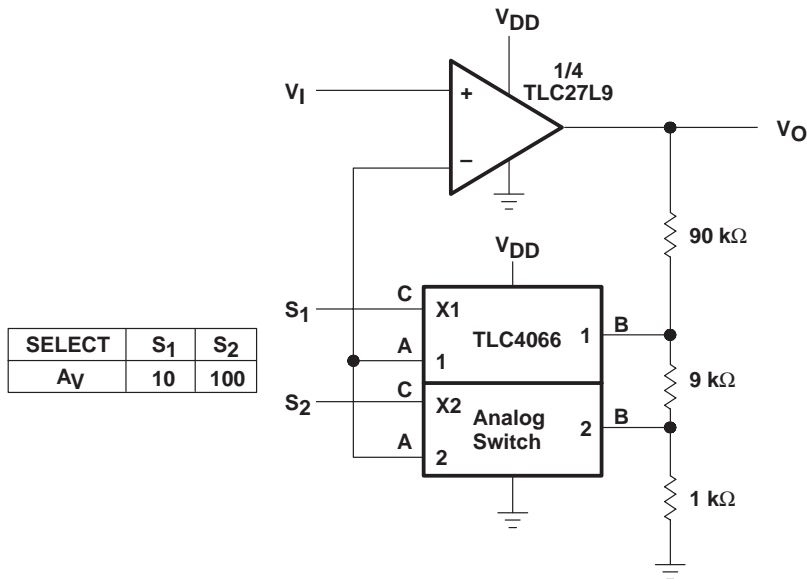 VDD
1/4
TLC27L9
VI
+
−
VO
90 kΩ
VDD
S1
C
X1
TLC4066
1
B
A
1
9 kΩ
SELECT S1 S2
AV 10 100
S2
C
X2
Analog
Switch
2
B
A
2
1 kΩ